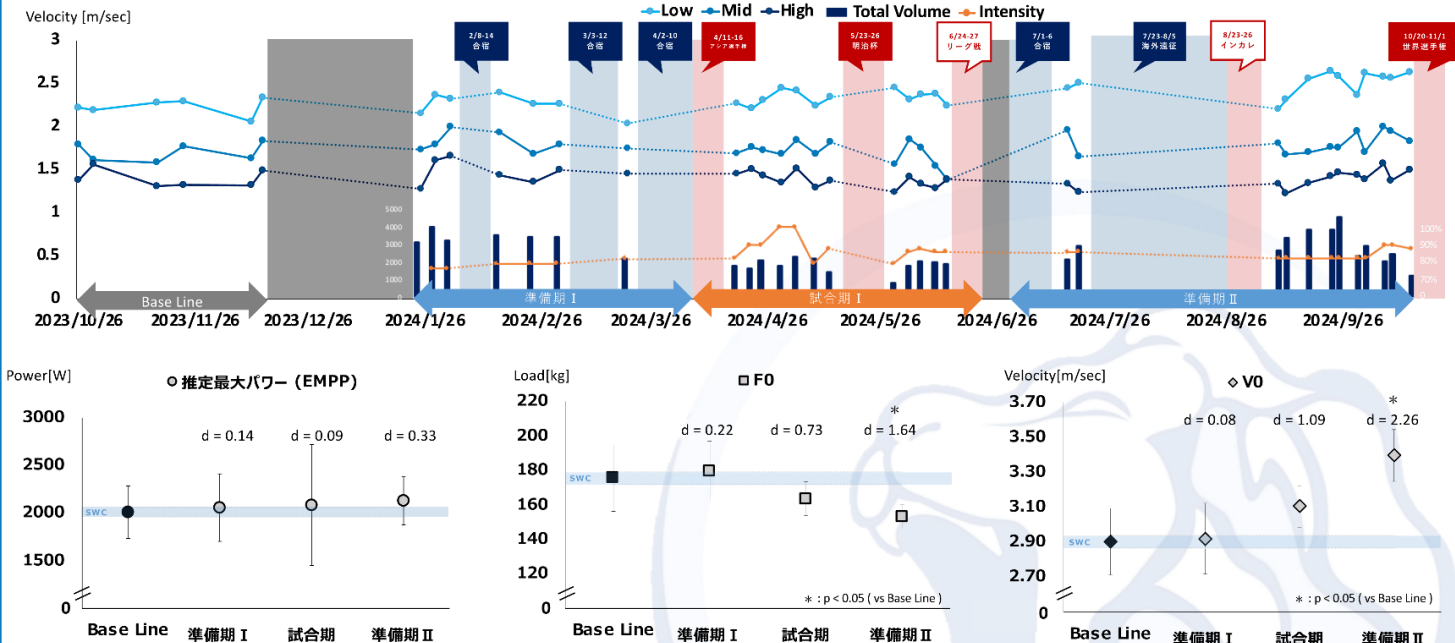 Velocity [m/sec]
Low Mid High Total Volume Intensity
3
2.5
2
1.5
1
0.5
0
2/8-14
合宿
3/3-12
合宿
4/2-10
合宿
4/11-16
アジア選手権
5/23-26
明治杯
6/24-27
リーグ戦
7/1-6
合宿
7/23-8/5
海外遠征
8/23-26
インカレ
10/20-11/1
世界選手権
5000
4000
3000
2000
1000
0
100%
90%
80%
70%
0
Base Line
準備期 I
試合期 I
準備期 II
2023/10/26 2023/11/26 2023/12/26 2024/1/26 2024/2/26 2024/3/26 2024/4/26 2024/5/26 2024/6/26 2024/7/26 2024/8/26 2024/9/26
Power[W]
推定最大パワー (EMPP)
3000
2500
2000
1500
0
d = 0.14 d = 0.09 d = 0.33
SWC
Base Line 準備期 I 試合期 準備期 II
Load[kg]
F0
220
200
180
160
140
120
0
*
d = 0.22 d = 0.73 d = 1.64
SWC
* : p < 0.05 ( vs Base Line )
Base Line 準備期 I 試合期 準備期 II
Velocity[m/sec]
V0
3.70
3.50
3.30
3.10
2.90
2.70
0
*
d = 0.08 d = 1.09 d = 2.26
SWC
* : p < 0.05 ( vs Base Line )
Base Line 準備期 I 試合期 準備期 II